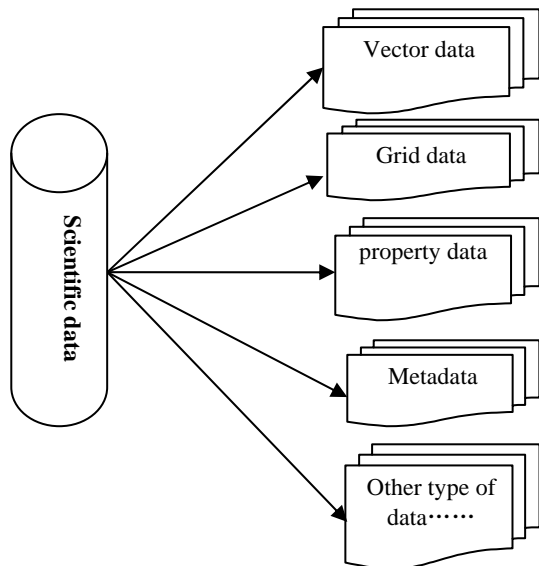 Vector data
Grid data
Scientific data
property data
Metadata
Other type of
data……